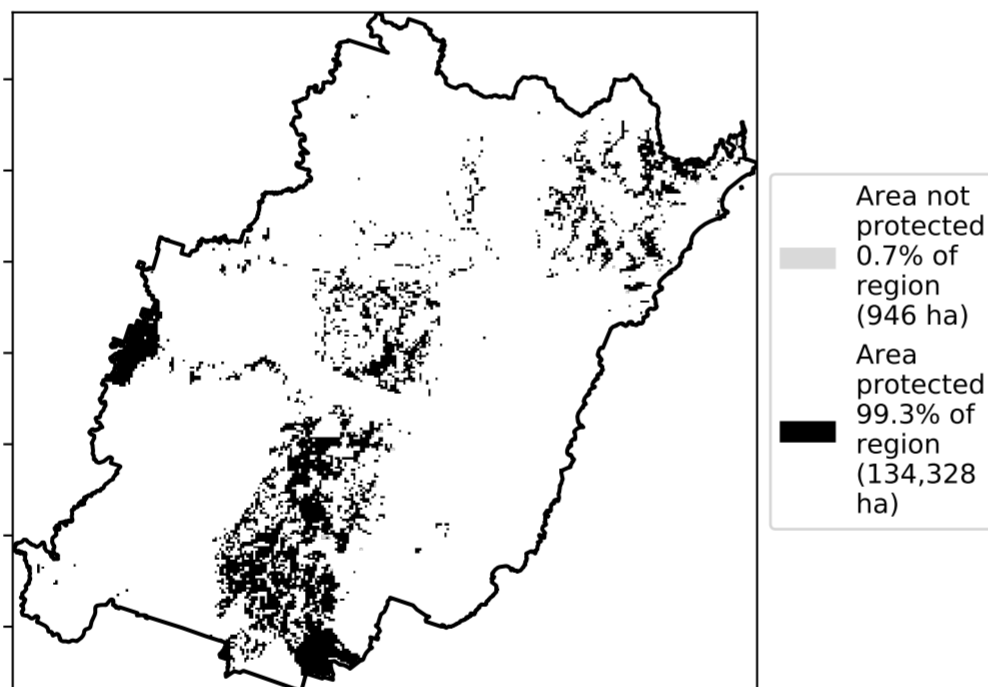 Area not
protected
0.7% of
region
(946 ha)
Area
protected
99.3% of
region
(134,328
ha)